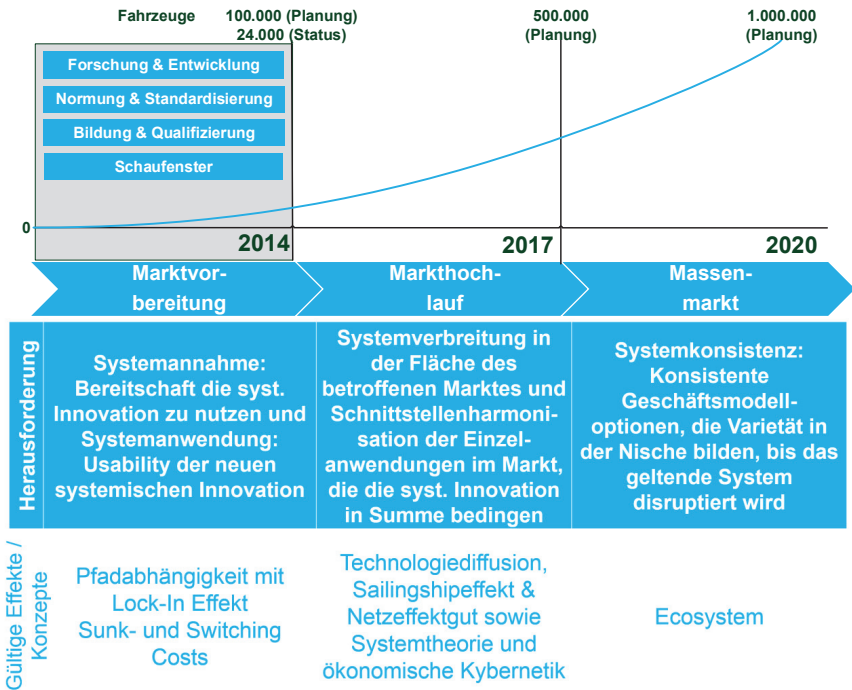 Fahrzeuge 100.000 (Planung) 500.000 1.000.000
24.000 (Status) (Planung) (Planung)
Forschung & Entwicklung
Normung & Standardisierung
Bildung & Qualifizierung
Schaufenster
0
2014 2017 2020
Marktvor-
bereitung
Markthoch-
lauf
Massen-
markt
Herausforderung
Systemannahme:
Bereitschaft die syst.
Innovation zu nutzen und
Systemanwendung:
Usability der neuen
systemischen Innovation
Systemverbreitung in
der Fläche des
betroffenen Marktes und
Schnittstellenharmoni-
sation der Einzel-
anwendungen im Markt,
die die syst. Innovation
in Summe bedingen
Systemkonsistenz:
Konsistente
Geschäftsmodell-
optionen, die Varietät in
der Nische bilden, bis das
geltende System
disruptiert wird
Gültige Effekte /
Konzepte
Pfadabhängigkeit mit
Lock-In Effekt
Sunk- und Switching
Costs
Technologiediffusion,
Sailingshipeffekt &
Netzeffektgut sowie
Systemtheorie und
ökonomische Kybernetik
Ecosystem